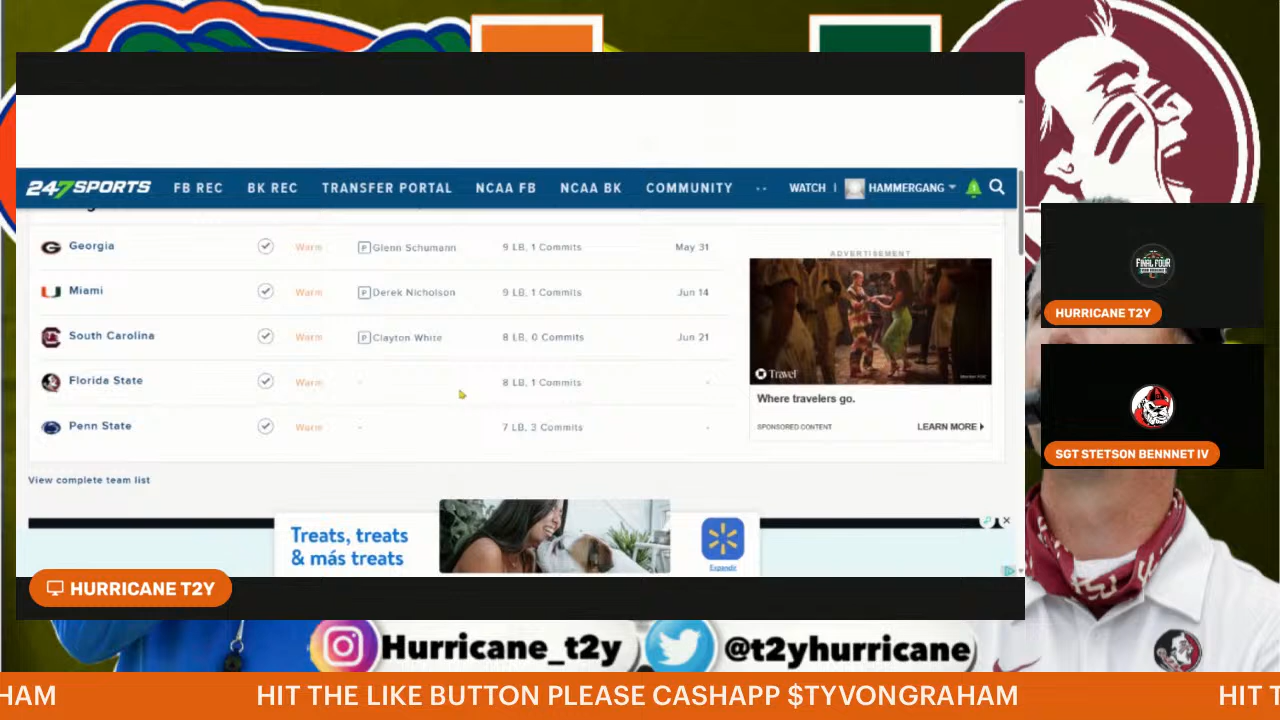 247SPORTS FB REC BK REC TRANSFER PORTAL NCAA FB NCAA BK COMMUNITY WATCH | HAMMERGANG
Georgia Warm P Glenn Schumann 9 LB, 1 Commits May 31
Miami Warm P Derek Nicholson 9 LB, 1 Commits Jun 14
South Carolina Warm P Clayton White 8 LB, 0 Commits Jun 21
Florida State Warm - 8 LB, 1 Commits -
Penn State Warm - 7 LB, 3 Commits -
View complete team list
ADVERTISEMENT
Travel
Where travelers go.
SPONSORED CONTENT LEARN MORE
Treats, treats
& más treats
Expandir
FINAL FOUR
HURRICANE T2Y
SGT STETSON BENNNET IV
HURRICANE T2Y
Hurricane_t2y @t2yhurricane
HAM HIT THE LIKE BUTTON PLEASE CASHAPP $TYVONGRAHAM HIT T